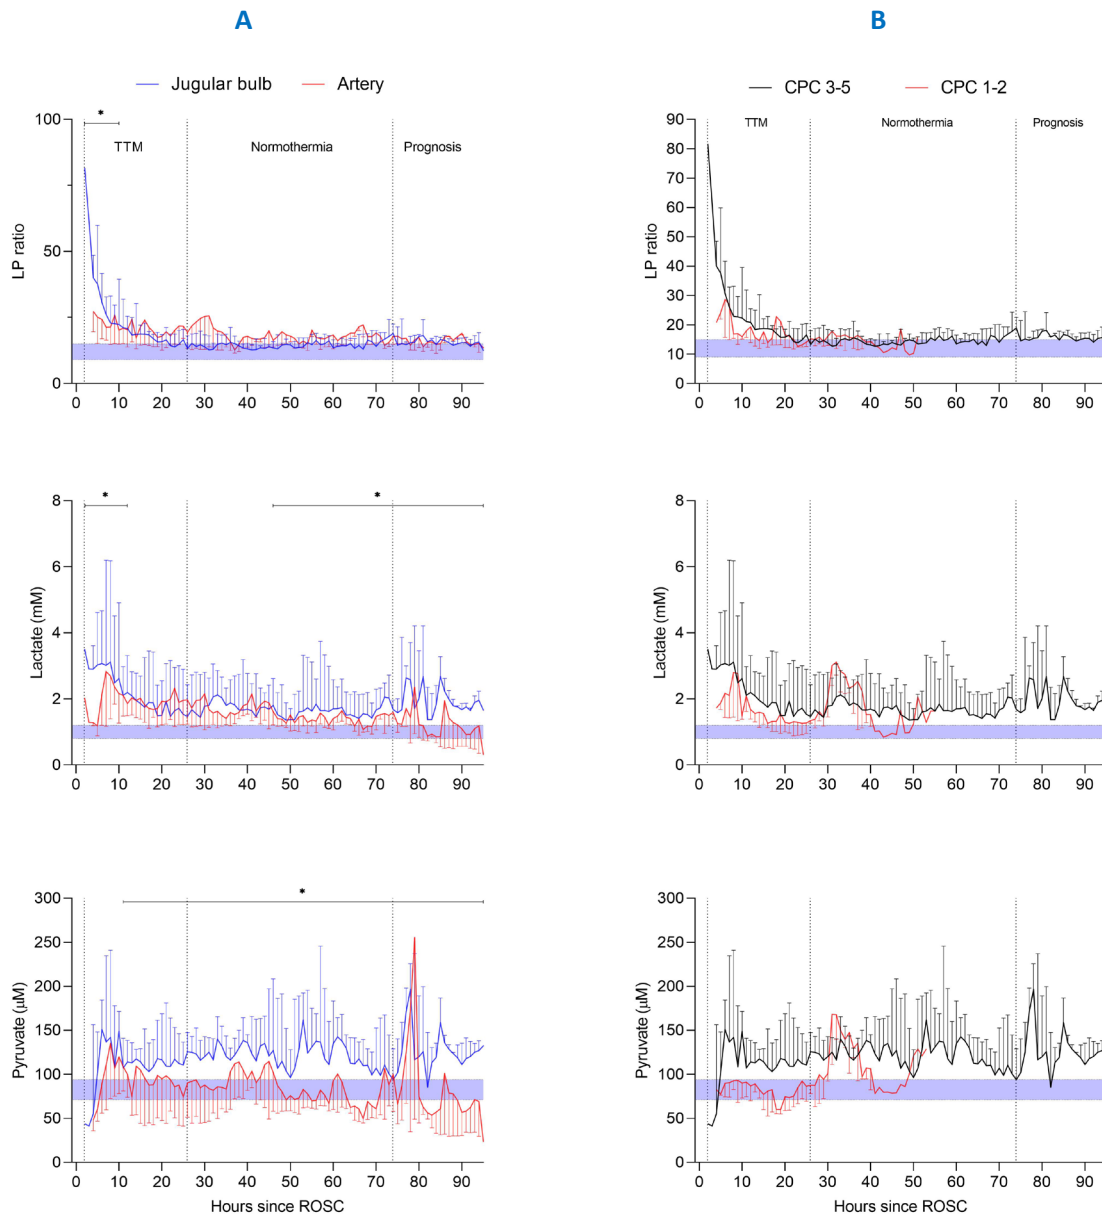 A
B
Jugular bulb
Artery
CPC 3-5
CPC 1-2
*
TTM
Normothermia
Prognosis
TTM
Normothermia
Prognosis
LP ratio
100
50
0
0 10 20 30 40 50 60 70 80 90
LP ratio
90
80
70
60
50
40
30
20
10
0
0 10 20 30 40 50 60 70 80 90
*
*
Lactate (mM)
8
6
4
2
0
0 10 20 30 40 50 60 70 80 90
Lactate (mM)
8
6
4
2
0
0 10 20 30 40 50 60 70 80 90
*
Pyruvate (µM)
300
250
200
150
100
50
0
0 10 20 30 40 50 60 70 80 90
Hours since ROSC
Pyruvate (µM)
300
250
200
150
100
50
0
0 10 20 30 40 50 60 70 80 90
Hours since ROSC